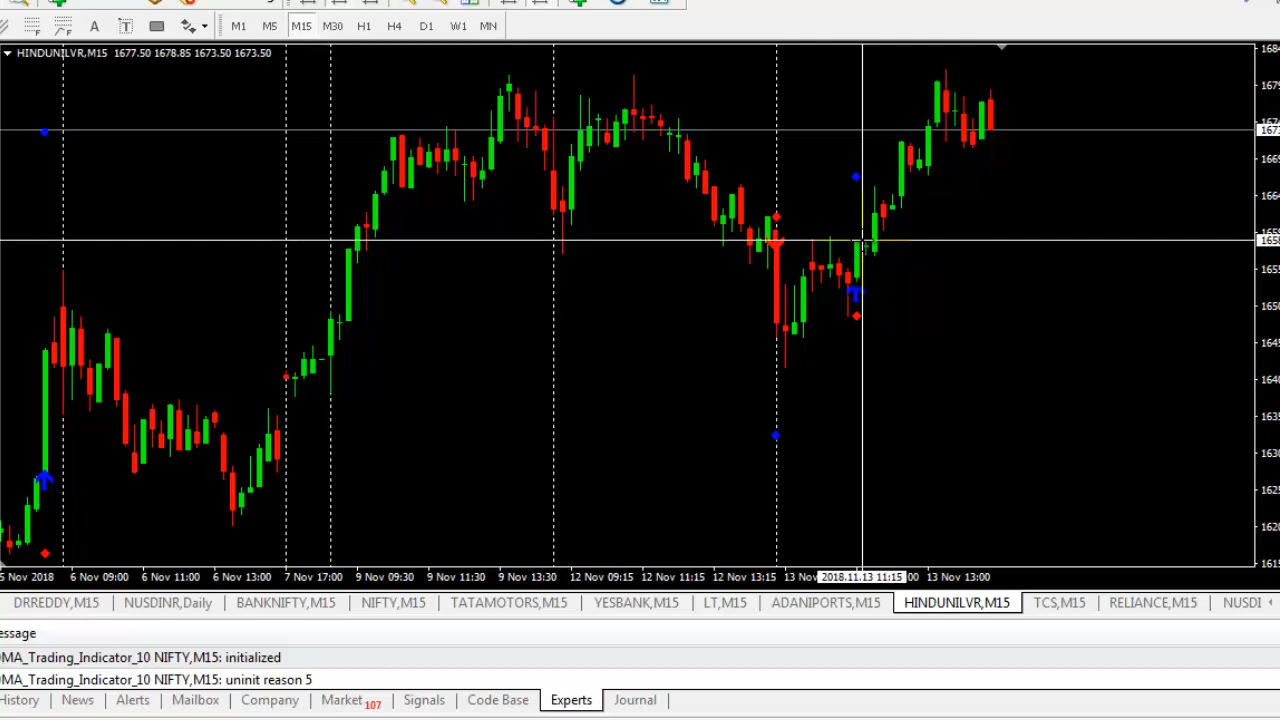 A T M1 M5 M15 M30 H1 H4 D1 W1 MN
HINDUNILVR,M15 1677.50 1678.85 1673.50 1673.50
5 Nov 2018 6 Nov 09:00 6 Nov 11:00 6 Nov 13:00 7 Nov 17:00 9 Nov 09:30 9 Nov 11:30 9 Nov 13:30 12 Nov 09:15 12 Nov 11:15 12 Nov 13:15 13 Nov 2018.11.13 11:15 :00 13 Nov 13:00
DRREDDY,M15 NUSDINR,Daily BANKNIFTY,M15 NIFTY,M15 TATAMOTORS,M15 YESBANK,M15 LT,M15 ADANIPORTS,M15 HINDUNILVR,M15 TCS,M15 RELIANCE,M15 NUSDI
essage
MA_Trading_Indicator_10 NIFTY,M15: initialized
MA_Trading_Indicator_10 NIFTY,M15: uninit reason 5
History News Alerts Mailbox Company Market 107 Signals Code Base Experts Journal